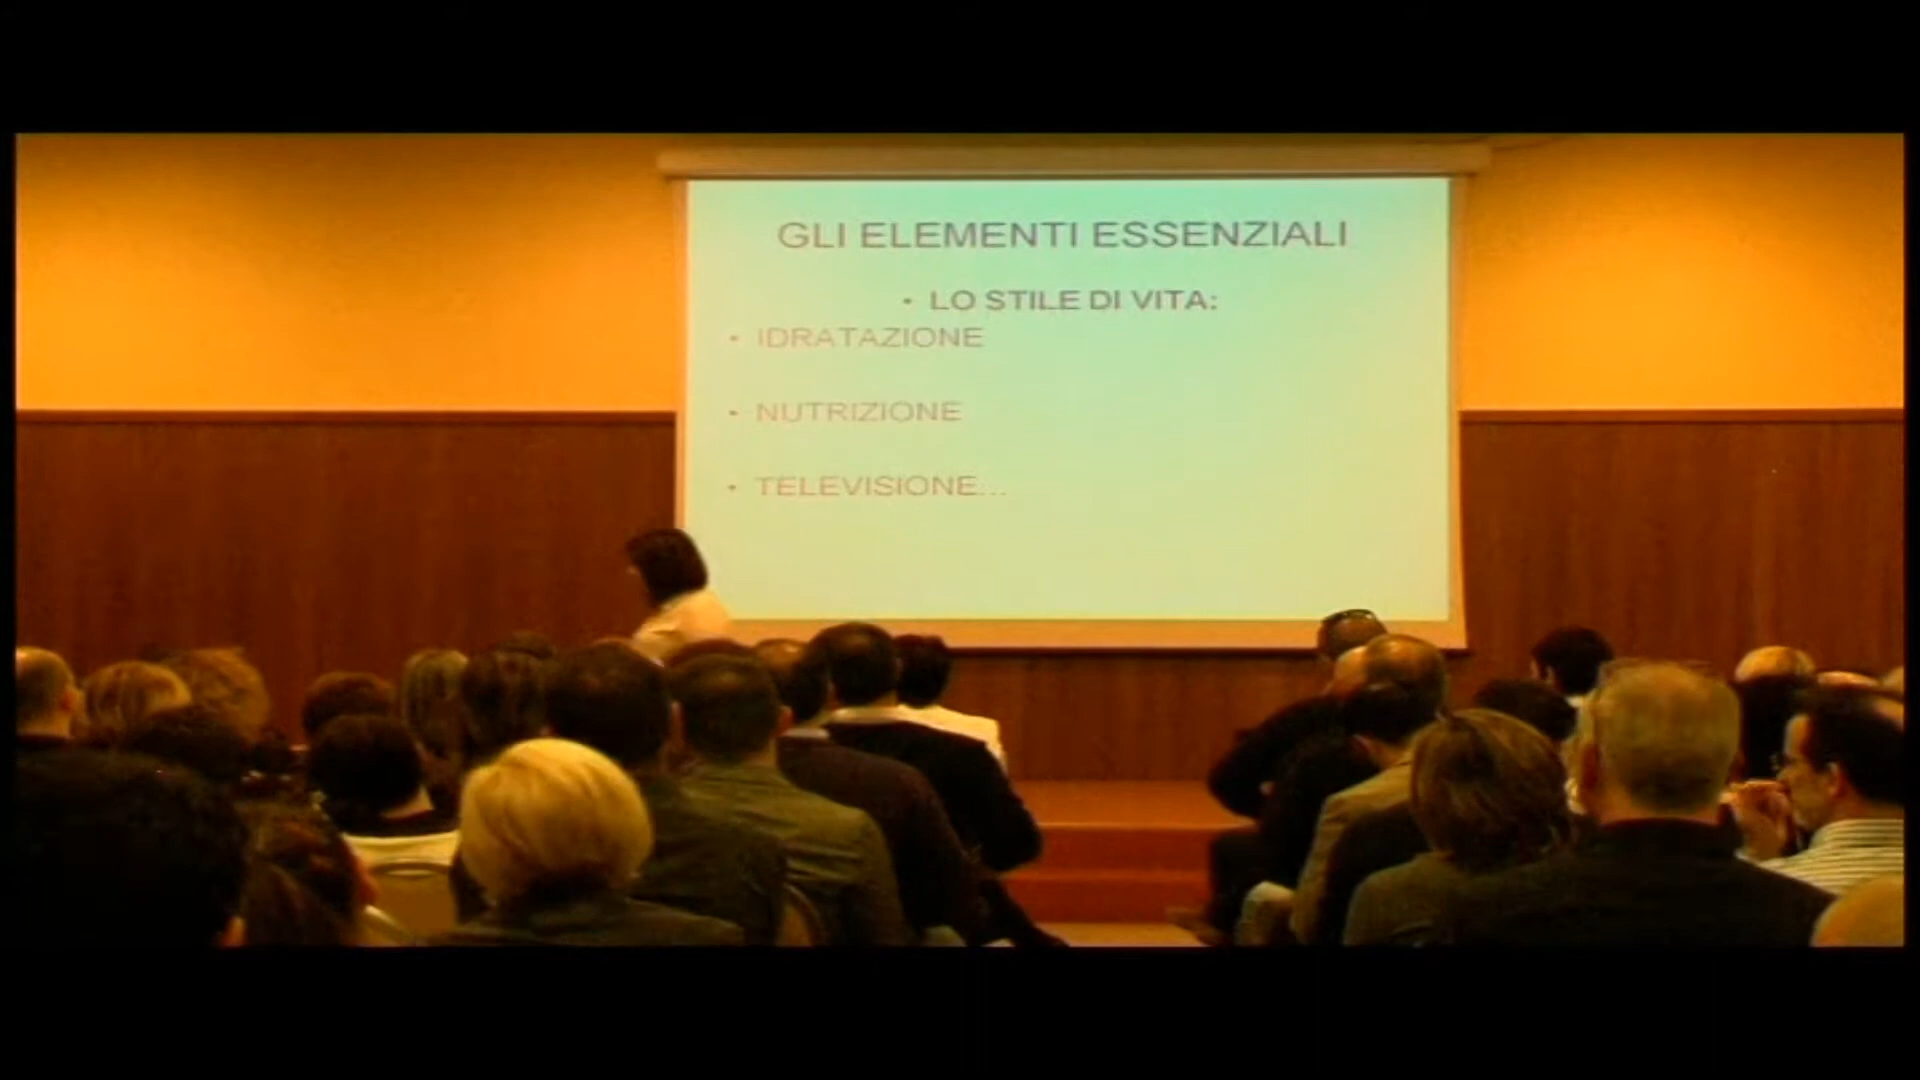 GLI ELEMENTI ESSENZIALI
• LO STILE DI VITA:
• IDRATAZIONE
• NUTRIZIONE
• TELEVISIONE...